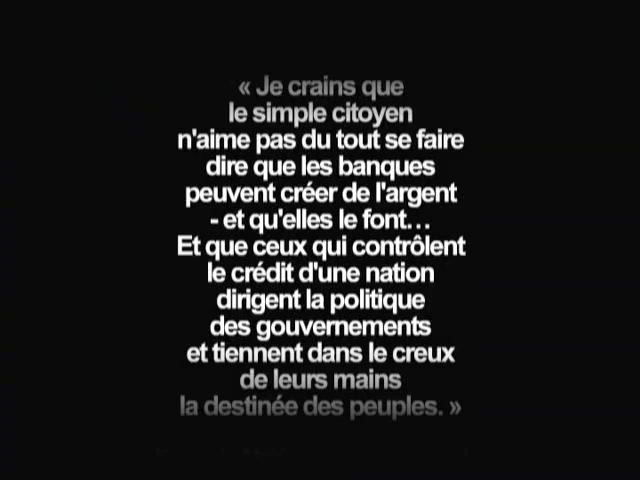 « Je crains que
le simple citoyen
n'aime pas du tout se faire
dire que les banques
peuvent créer de l'argent
- et qu'elles le font…
Et que ceux qui contrôlent
le crédit d'une nation
dirigent la politique
des gouvernements
et tiennent dans le creux
de leurs mains
la destinée des peuples. »